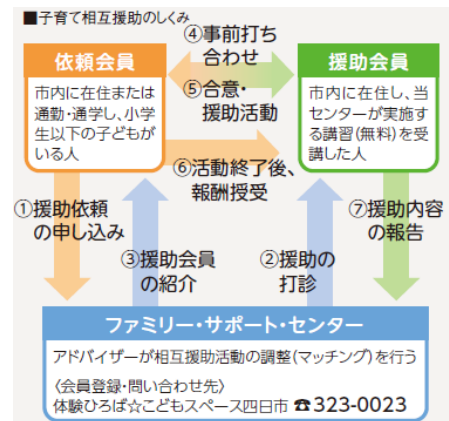 ■子育て相互援助のしくみ
④事前打ち
合わせ
依頼会員
援助会員
市内に在住または
通勤・通学し、小学
生以下の子どもが
いる人
⑤合意・
援助活動
市内に在住し、当
センターが実施す
る講習(無料)を受
講した人
⑥活動終了後、
報酬授受
①援助依頼
の申し込み
⑦援助内容
の報告
③援助会員
の紹介
②援助の
打診
ファミリー・サポート・センター
アドバイザーが相互援助活動の調整(マッチング)を行う
〈会員登録・問い合わせ先〉
体験ひろば☆こどもスペース四日市 ☎323-0023